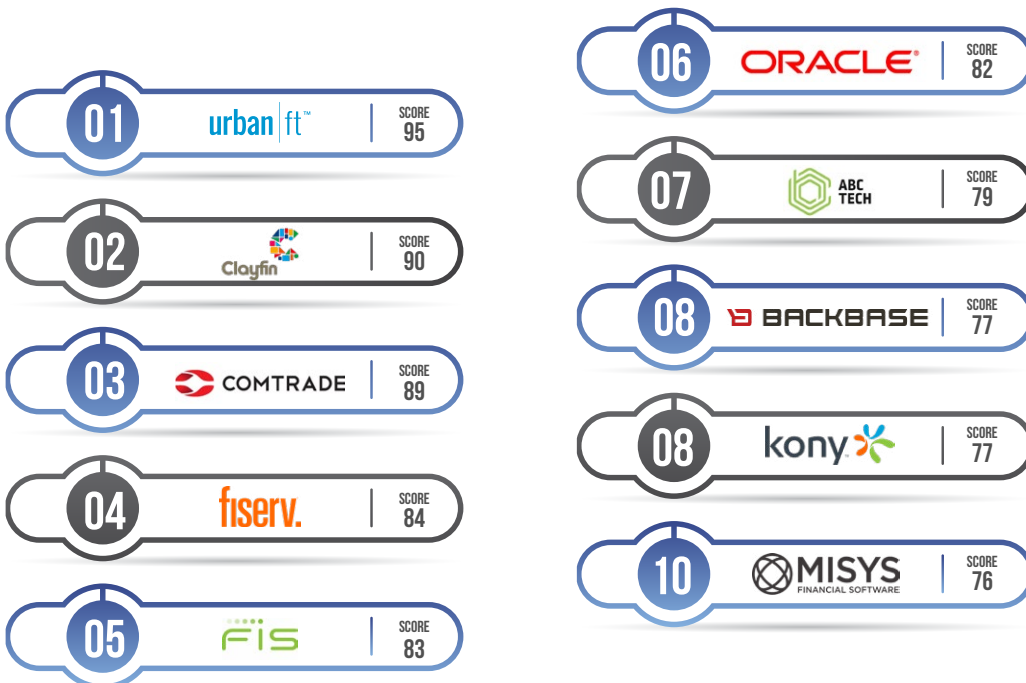 01
urban|ft™
SCORE
95
02
Clayfin
SCORE
90
03
COMTRADE
SCORE
89
04
fiserv.
SCORE
84
05
FIS
SCORE
83
06
ORACLE®
SCORE
82
07
ABC
TECH
SCORE
79
08
BACKBASE
SCORE
77
08
kony
SCORE
77
10
MISYS
FINANCIAL SOFTWARE
SCORE
76